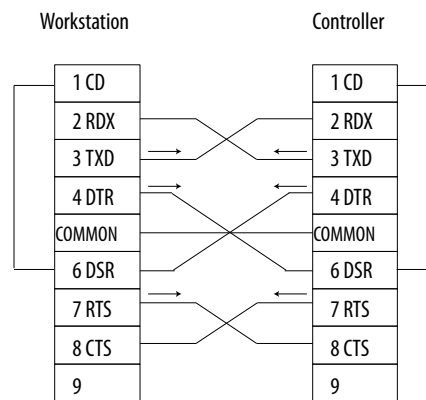 Workstation
1 CD
2 RDX
3 TXD
4 DTR
COMMON
6 DSR
7 RTS
8 CTS
9
Controller
1 CD
2 RDX
3 TXD
4 DTR
COMMON
6 DSR
7 RTS
8 CTS
9